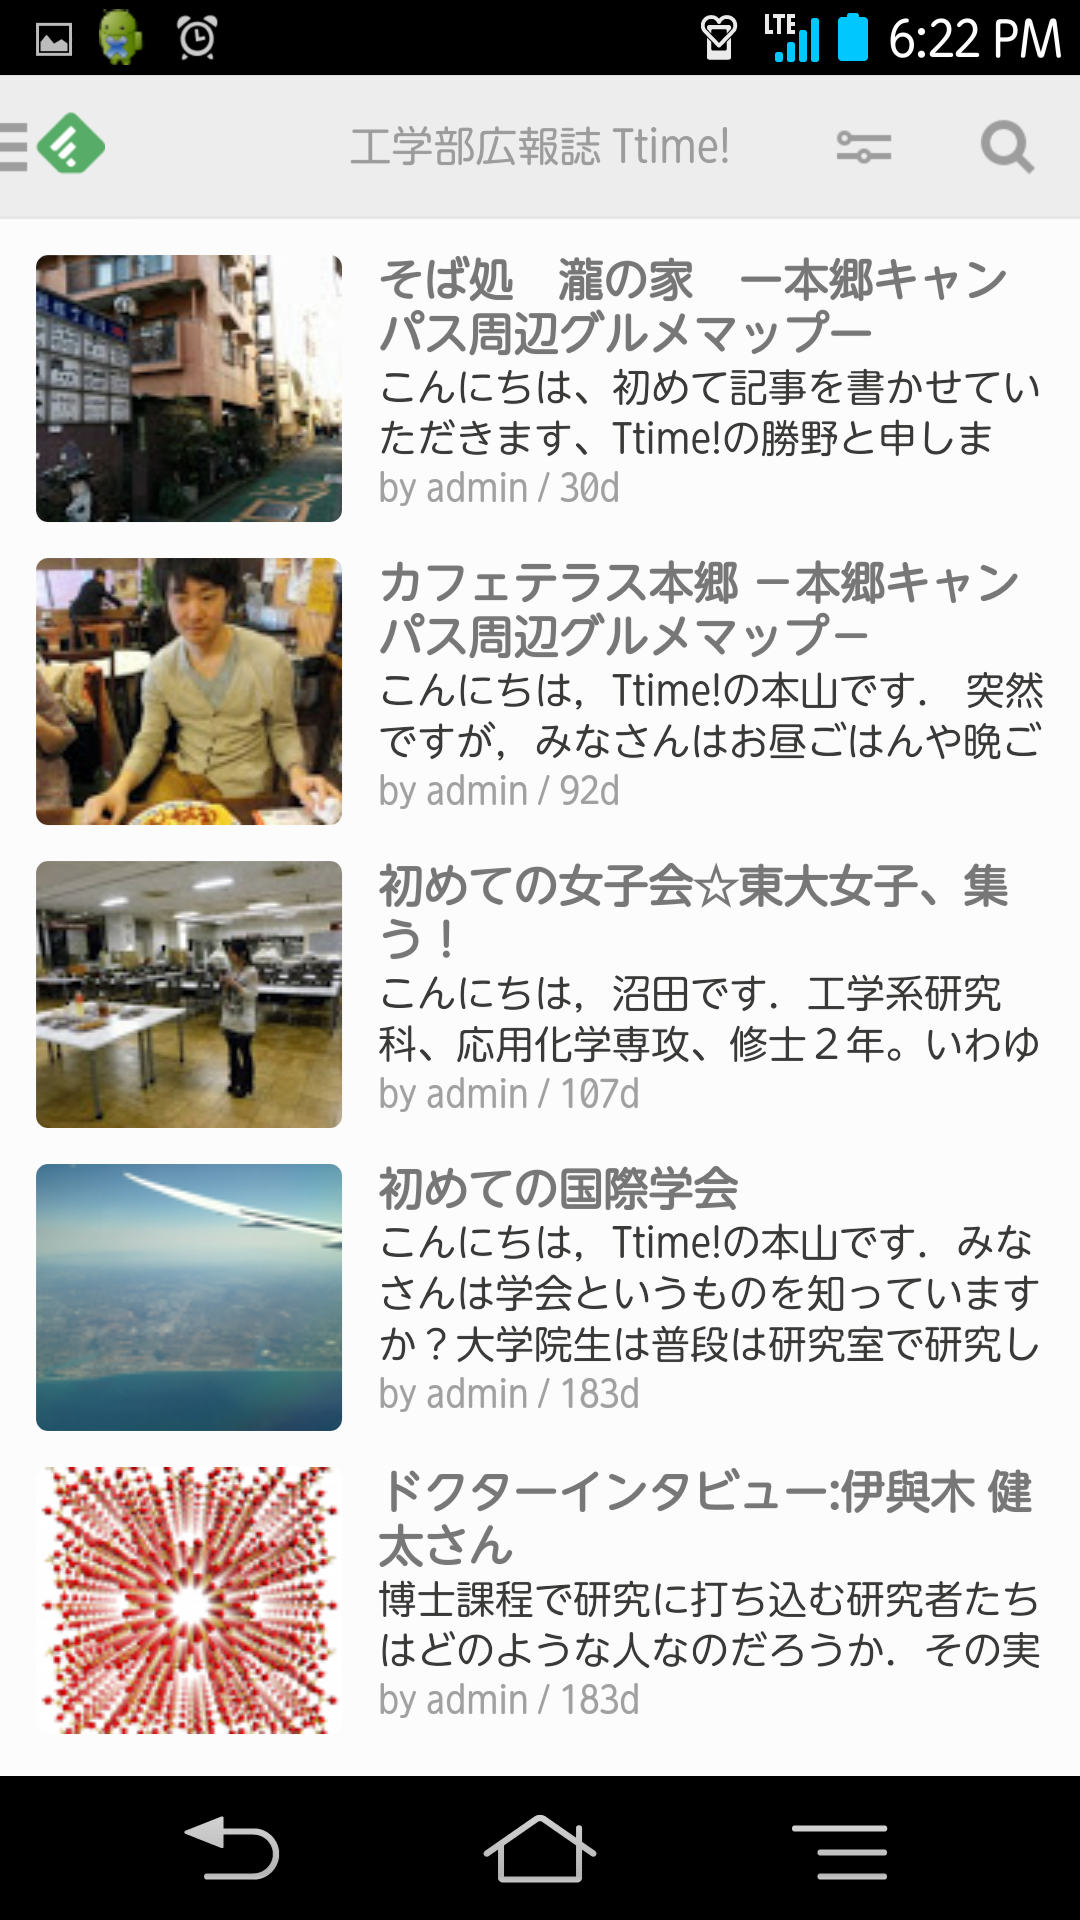 LTE 6:22 PM
工学部広報誌 Ttime!
そば処　瀧の家　ー本郷キャン
パス周辺グルメマップー
こんにちは、初めて記事を書かせてい
ただきます、Ttime!の勝野と申しま
by admin / 30d
カフェテラス本郷 －本郷キャン
パス周辺グルメマップ－
こんにちは，Ttime!の本山です． 突然
ですが，みなさんはお昼ごはんや晩ご
by admin / 92d
初めての女子会☆東大女子、集
う！
こんにちは，沼田です．工学系研究
科、応用化学専攻、修士２年。いわゆ
by admin / 107d
初めての国際学会
こんにちは，Ttime!の本山です．みな
さんは学会というものを知っています
か？大学院生は普段は研究室で研究し
by admin / 183d
ドクターインタビュー:伊與木 健
太さん
博士課程で研究に打ち込む研究者たち
はどのような人なのだろうか．その実
by admin / 183d